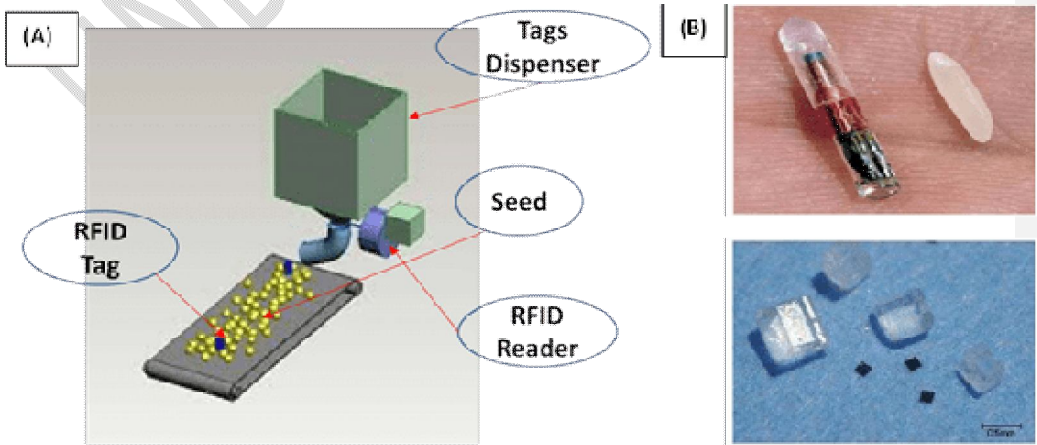 (A)
Tags
Dispenser
(B)
Seed
RFID
Tag
RFID
Reader